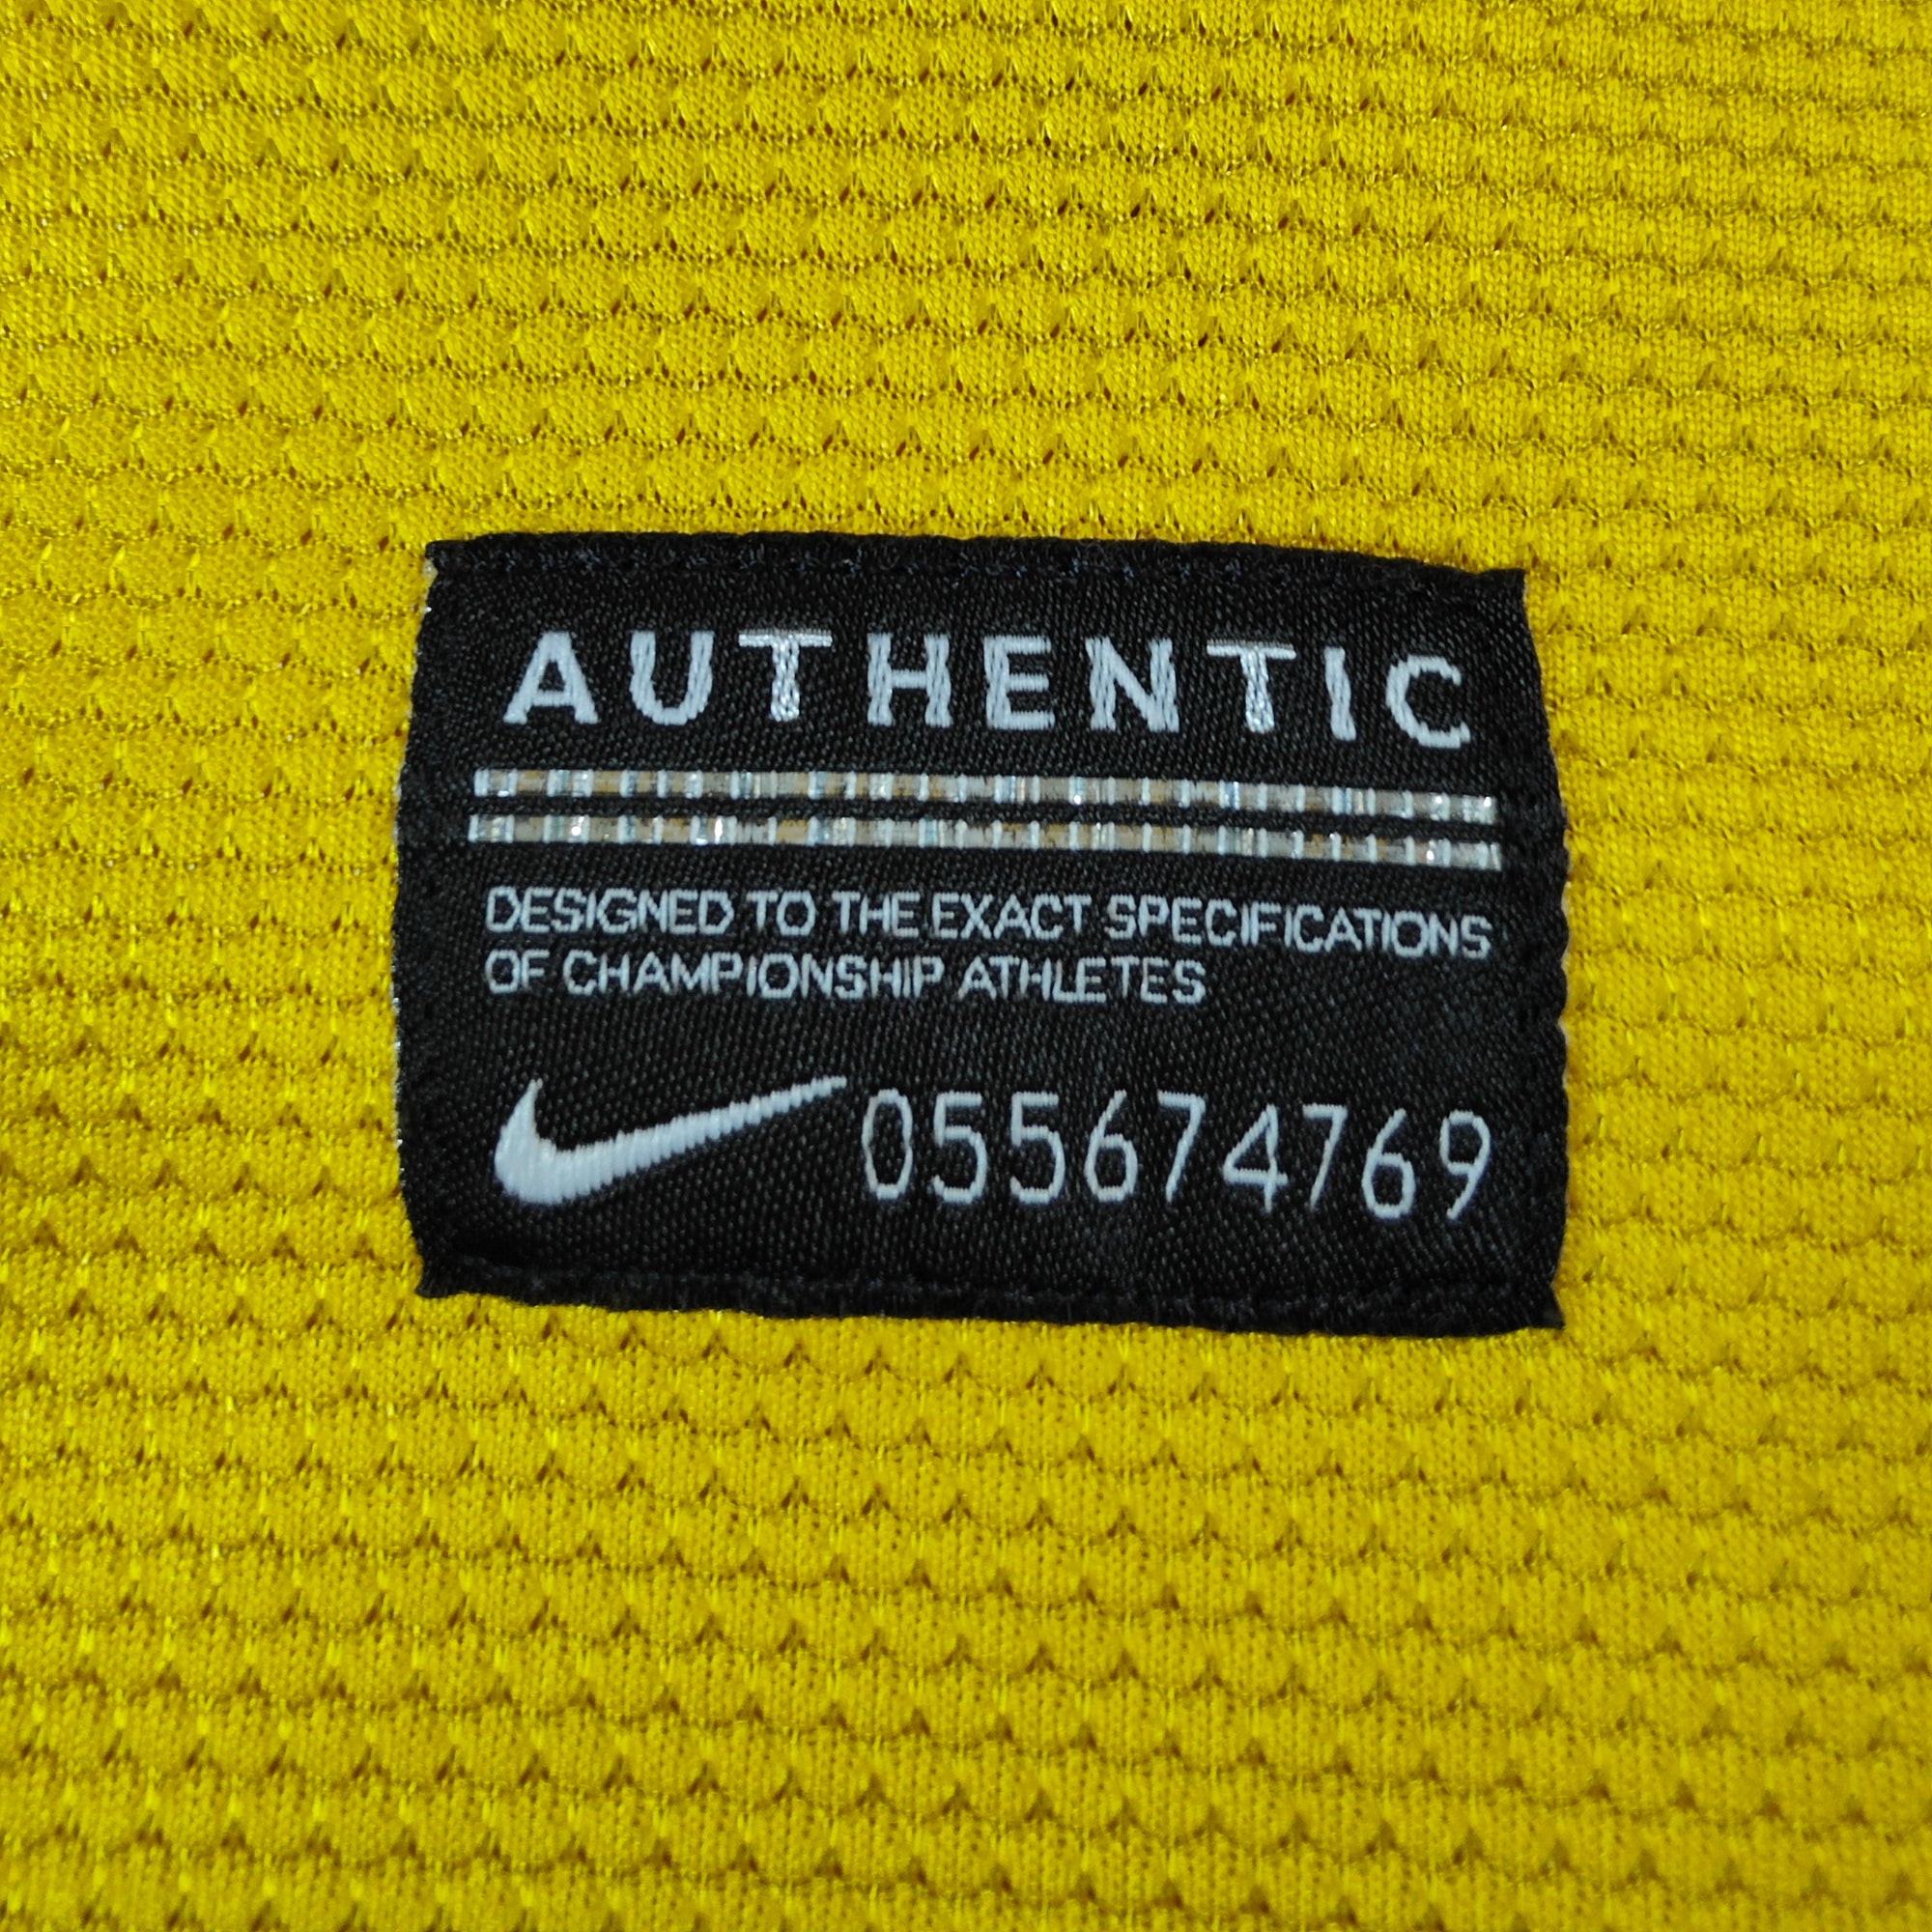 AUTHENTIC
DESIGNED TO THE EXACT SPECIFICATIONS
OF CHAMPIONSHIP ATHLETES
055674769